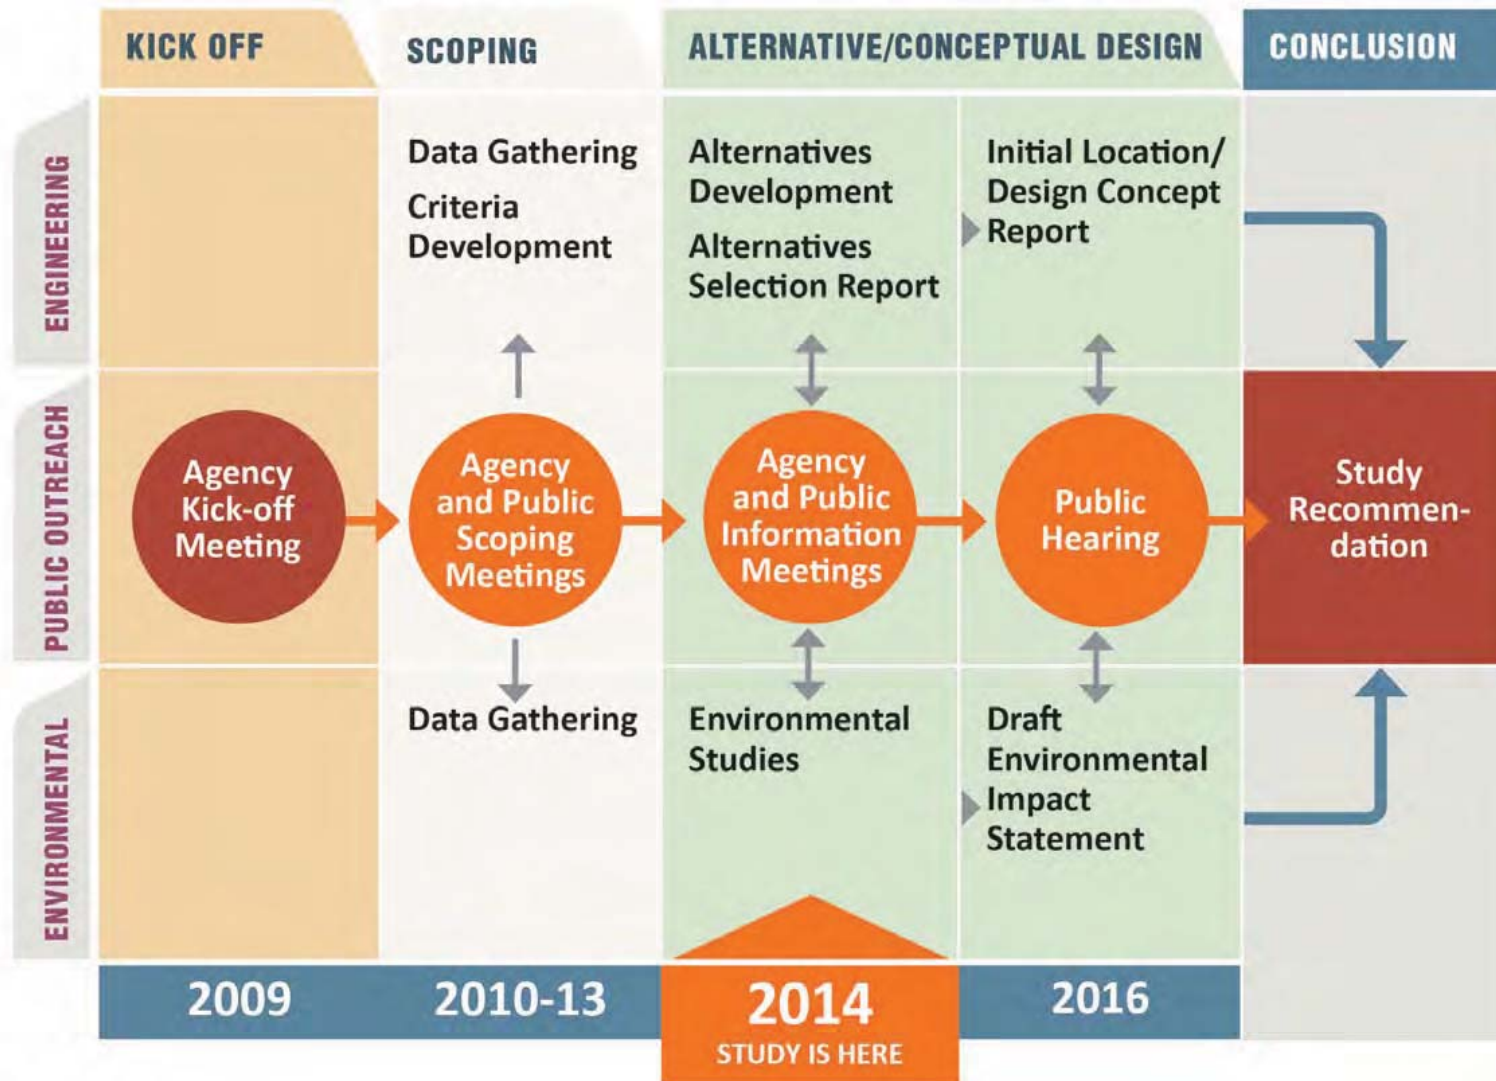 KICK OFF
SCOPING
ALTERNATIVE/CONCEPTUAL DESIGN
CONCLUSION
ENGINEERING
Data Gathering
Criteria
Development
Alternatives
Development
Alternatives
Selection Report
Initial Location/
Design Concept
Report
PUBLIC OUTREACH
Agency
Kick-off
Meeting
Agency
and Public
Scoping
Meetings
Agency
and Public
Information
Meetings
Public
Hearing
Study
Recommen-
dation
ENVIRONMENTAL
Data Gathering
Environmental
Studies
Draft
Environmental
Impact
Statement
2009
2010-13
2014
STUDY IS HERE
2016